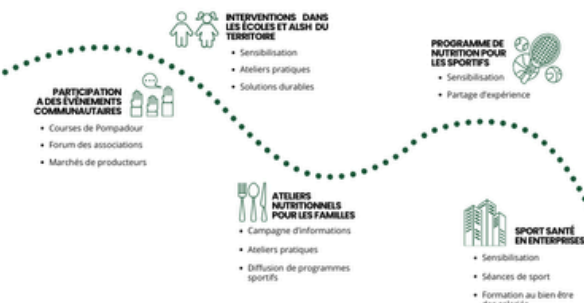 INTERVENTIONS DANS
LES ÉCOLES ET ALSH DU
TERRITOIRE
• Sensibilisation
• Ateliers pratiques
• Solutions durables
PROGRAMME DE
NUTRITION POUR
LES SPORTIFS
• Sensibilisation
• Partage d'expérience
PARTICIPATION
A DES ÉVÉNEMENTS
COMMUNAUTAIRES
• Courses de Pompadour
• Forum des associations
• Marchés de producteurs
ATELIERS
NUTRITIONNELS
POUR LES FAMILLES
• Campagne d'informations
• Ateliers pratiques
• Diffusion de programmes
sportifs
SPORT SANTÉ
EN ENTREPRISES
• Sensibilisation
• Séances de sport
• Formation au bien être